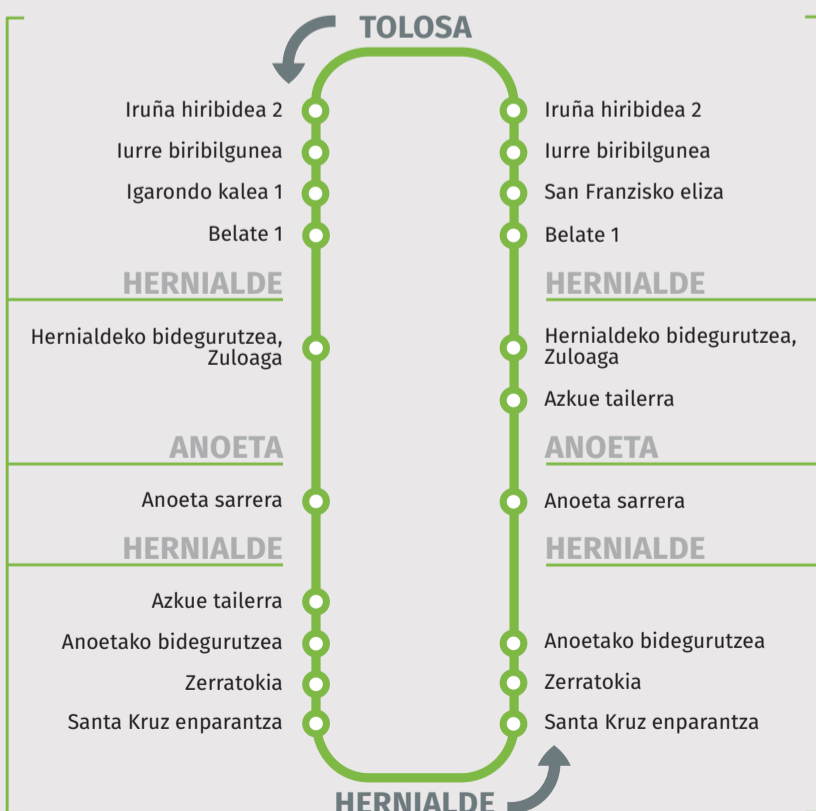 TOLOSA
Iruña hiribidea 2
Iurre biribilgunea
Igarondo kalea 1
Belate 1
HERNIALDE
Hernialdeko bidegurutzea,
Zuloaga
ANOETA
Anoeta sarrera
HERNIALDE
Azkue tailerra
Anoetako bidegurutzea
Zerratokia
Santa Kruz enparantza
Iruña hiribidea 2
Iurre biribilgunea
San Franzisko eliza
Belate 1
HERNIALDE
Hernialdeko bidegurutzea,
Zuloaga
Azkue tailerra
ANOETA
Anoeta sarrera
HERNIALDE
Anoetako bidegurutzea
Zerratokia
Santa Kruz enparantza
HERNIALDE